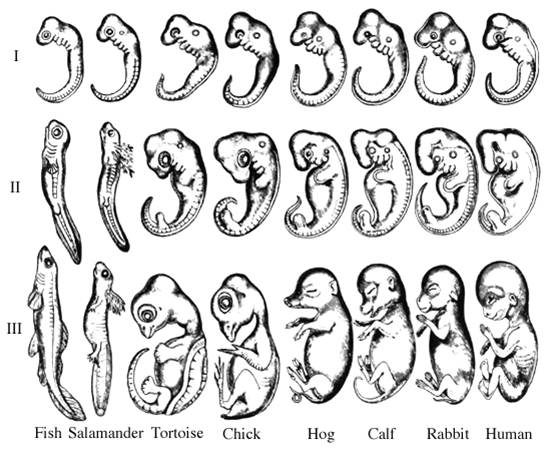 I
II
III
Fish Salamander Tortoise Chick Hog Calf Rabbit Human